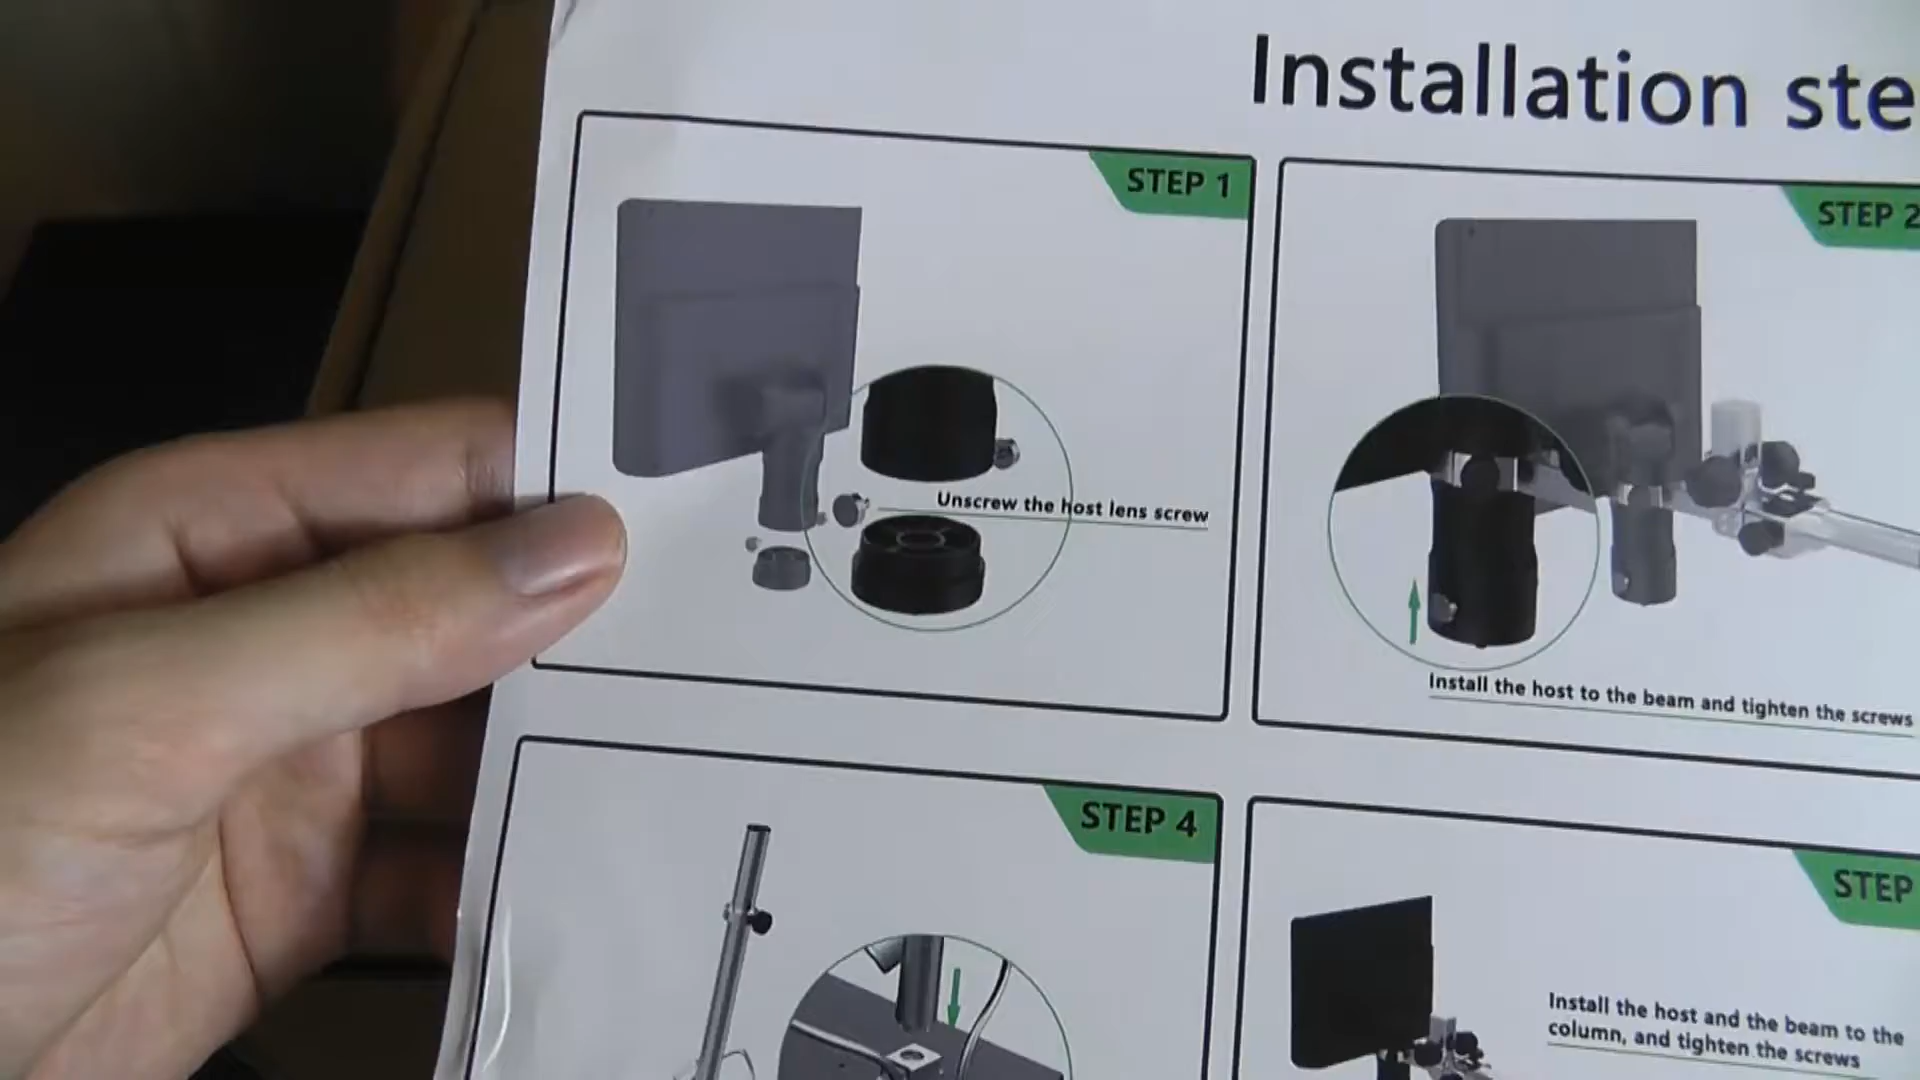 Installation ste
STEP 1
Unscrew the host lens screw
STEP 2
Install the host to the beam and tighten the screws
STEP 4
STEP
Install the host and the beam to the
column, and tighten the screws